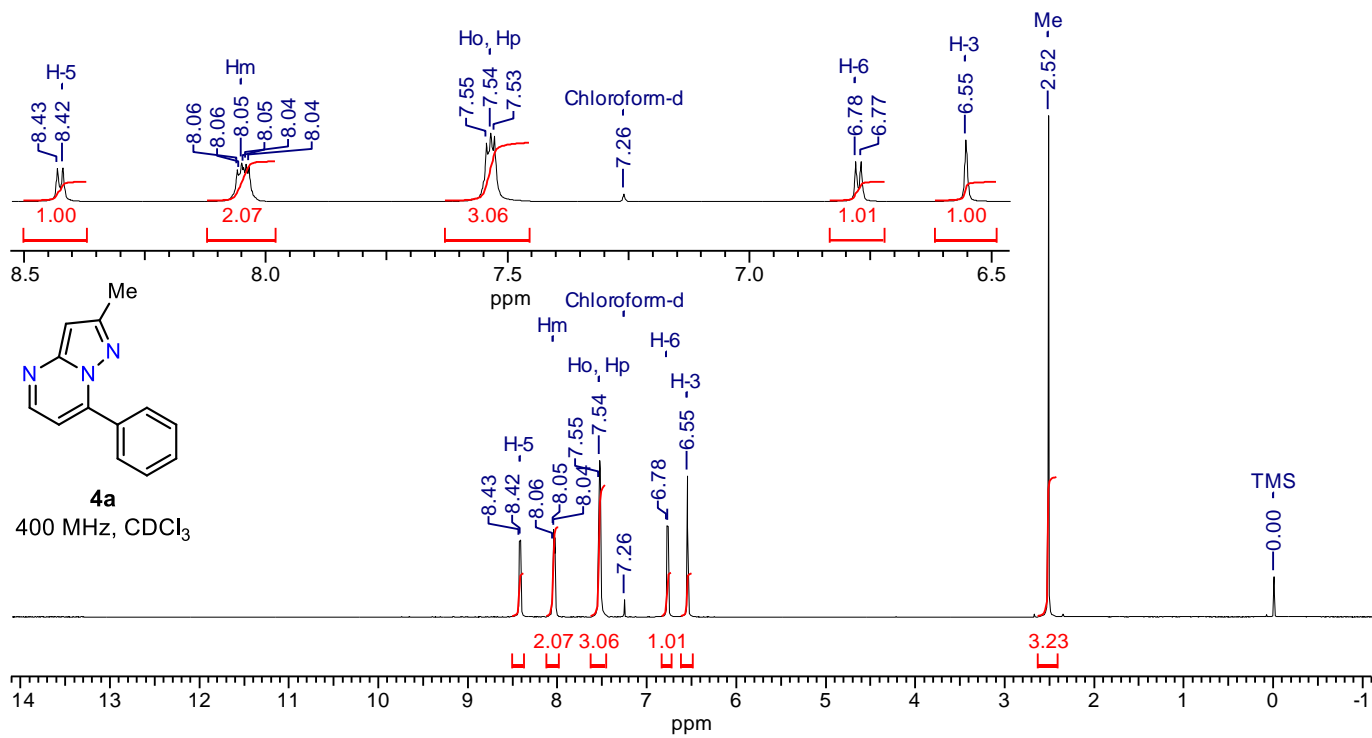 Me
Ho, Hp
H-5
Hm
H-6
H-3
Chloroform-d
8.43
8.42
8.06
8.06
8.05
8.05
8.04
8.04
7.55
7.54
7.53
7.26
6.78
6.77
6.55
2.52
1.00
2.07
3.06
1.01
1.00
8.5 8.0 7.5 7.0 6.5
ppm
Me
N
N
N
4a
400 MHz, CDCl3
Chloroform-d
Hm
H-6
Ho, Hp
H-3
H-5
TMS
8.43
8.42
8.06
8.05
8.04
7.55
7.54
7.26
6.78
6.55
0.00
2.07 3.06 1.01 3.23
14 13 12 11 10 9 8 7 6 5 4 3 2 1 0 -1
ppm